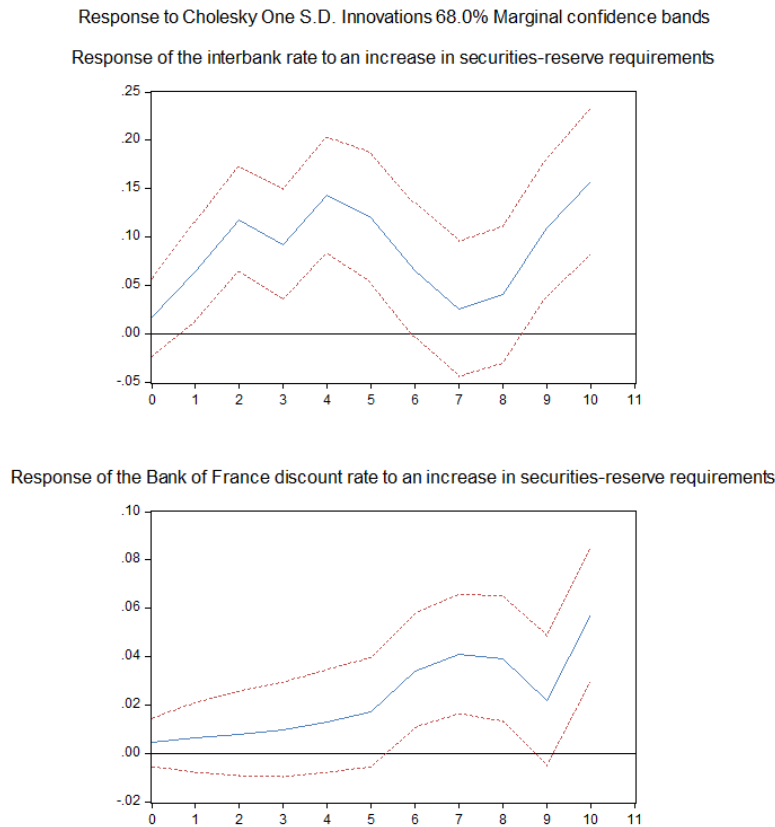 Response to Cholesky One S.D. Innovations 68.0% Marginal confidence bands
Response of the interbank rate to an increase in securities-reserve requirements
.25
.20
.15
.10
.05
.00
-.05
0 1 2 3 4 5 6 7 8 9 10 11
Response of the Bank of France discount rate to an increase in securities-reserve requirements
.10
.08
.06
.04
.02
.00
-.02
0 1 2 3 4 5 6 7 8 9 10 11